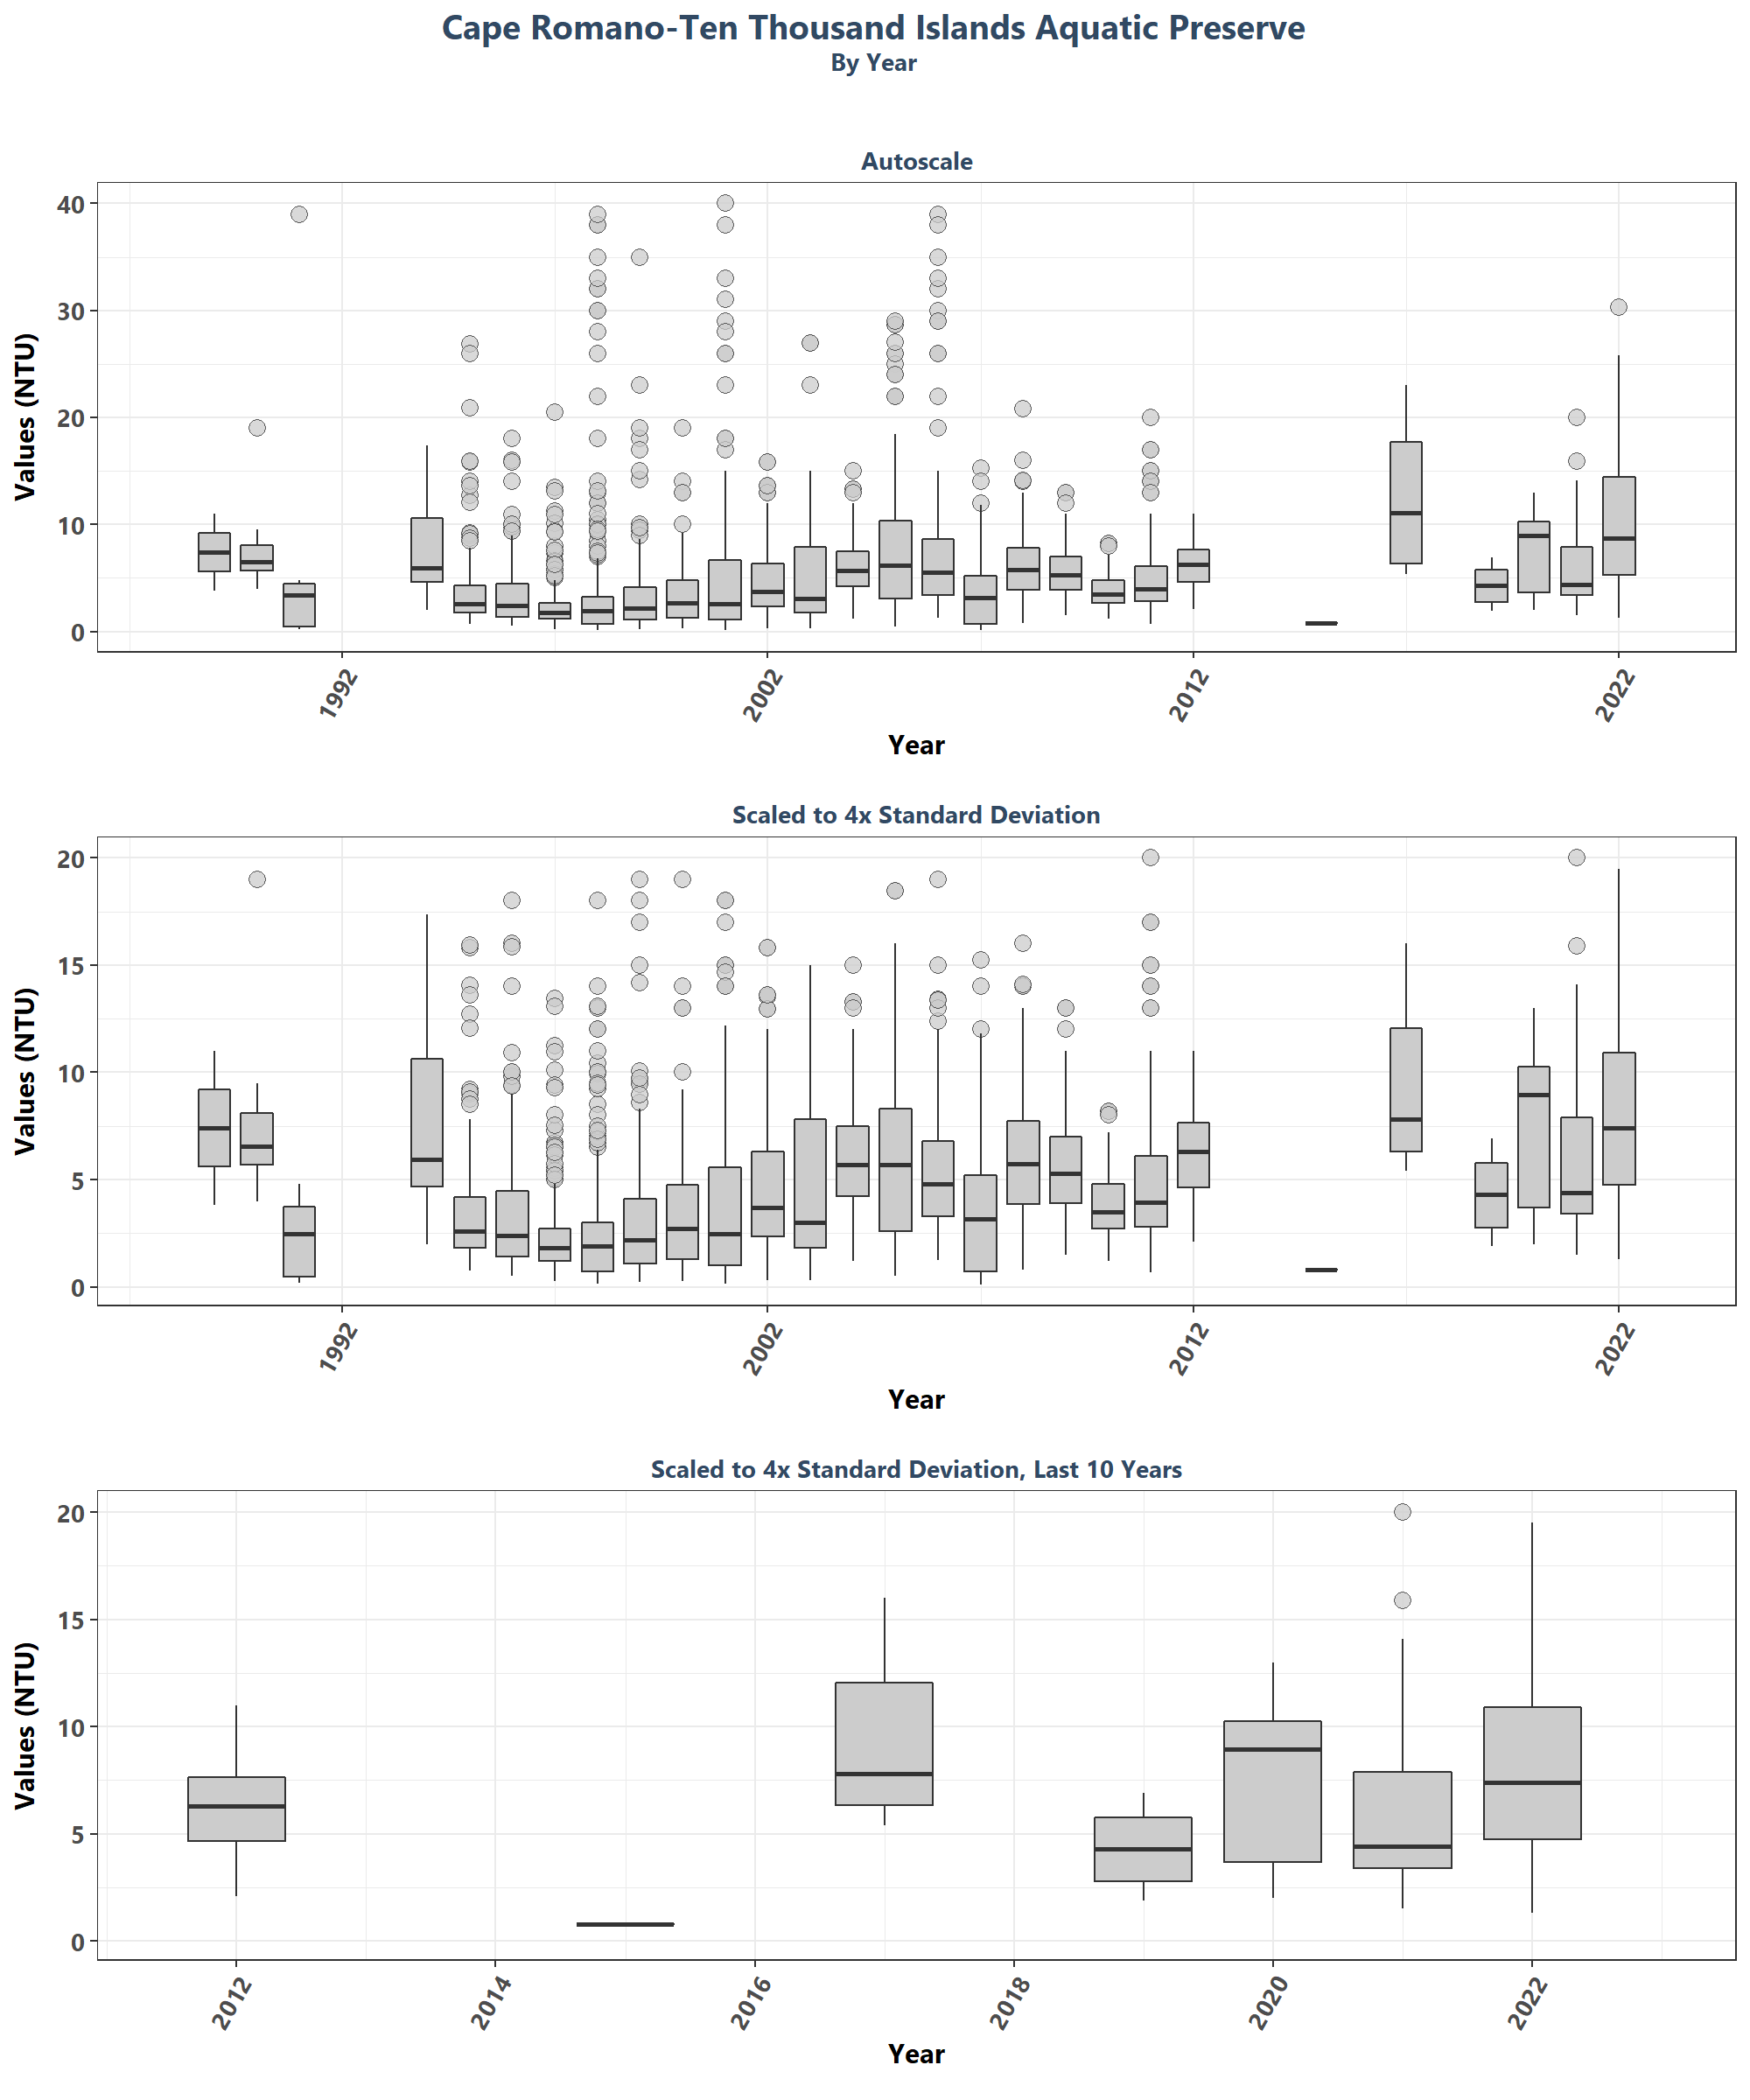 Cape Romano-Ten Thousand Islands Aquatic Preserve
By Year
Autoscale
Values (NTU)
40
30
20
10
0
1992
2002
2012
2022
Year
Scaled to 4x Standard Deviation
Values (NTU)
20
15
10
5
0
1992
2002
2012
2022
Year
Scaled to 4x Standard Deviation, Last 10 Years
Values (NTU)
20
15
10
5
0
2012
2014
2016
2018
2020
2022
Year